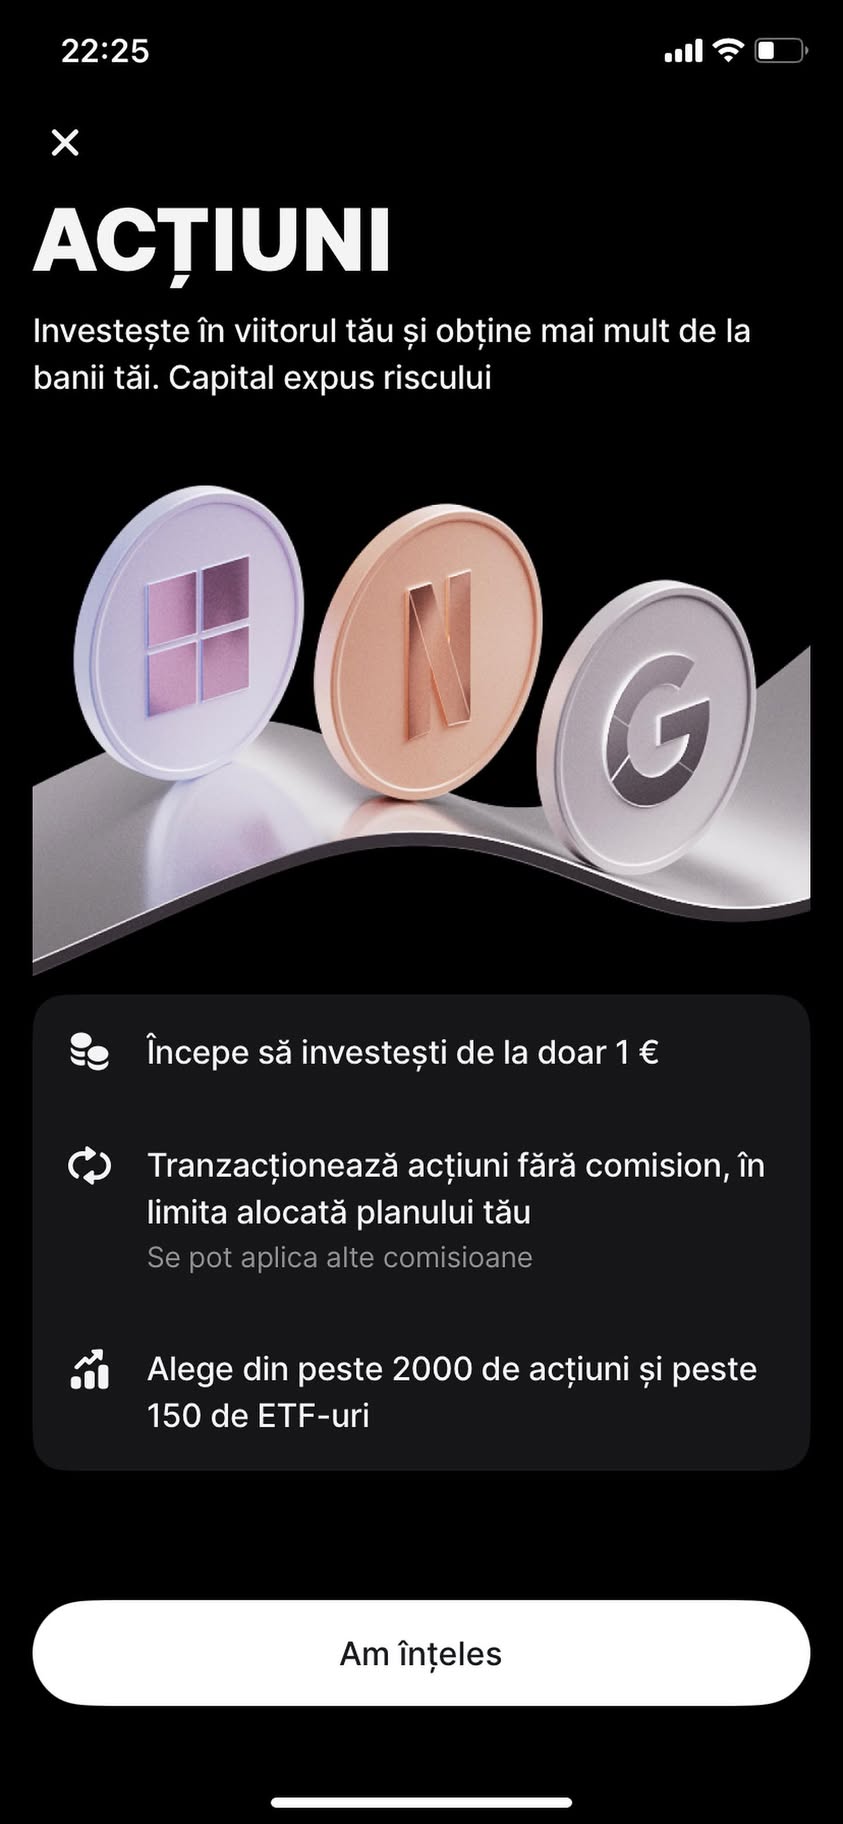 22:25
ACȚIUNI
Investește în viitorul tău și obține mai mult de la
banii tăi. Capital expus riscului
Începe să investești de la doar 1 €
Tranzacționează acțiuni fără comision, în
limita alocată planului tău
Se pot aplica alte comisioane
Alege din peste 2000 de acțiuni și peste
150 de ETF-uri
Am înțeles